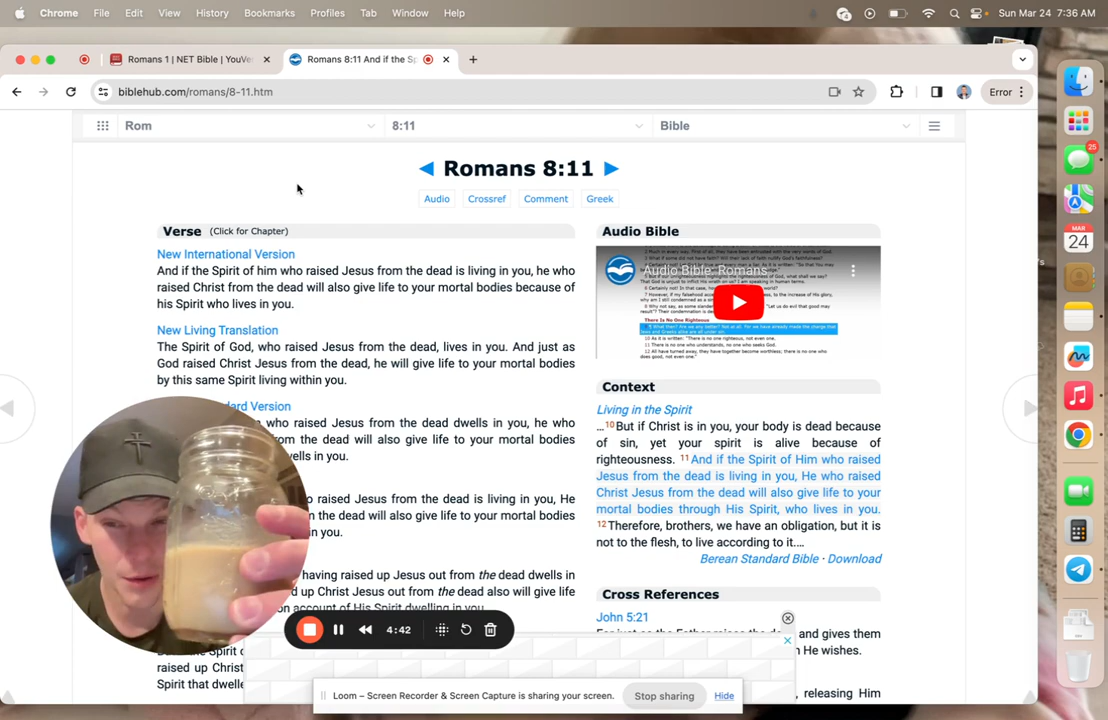 Chrome File Edit View History Bookmarks Profiles Tab Window Help
Sun Mar 24 7:36 AM
Romans 1 | NET Bible | YouVe
Romans 8:11 And if the Sp
biblehub.com/romans/8-11.htm
Error
Rom
8:11
Bible
Romans 8:11
Audio
Crossref
Comment
Greek
Verse (Click for Chapter)
New International Version
And if the Spirit of him who raised Jesus from the dead is living in you, he who
raised Christ from the dead will also give life to your mortal bodies because of
his Spirit who lives in you.
New Living Translation
The Spirit of God, who raised Jesus from the dead, lives in you. And just as
God raised Christ Jesus from the dead, he will give life to your mortal bodies
by this same Spirit living within you.
dard Version
who raised Jesus from the dead dwells in you, he who
from the dead will also give life to your mortal bodies
wells in you.
o raised Jesus from the dead is living in you, He
the dead will also give life to your mortal bodies
in you.
having raised up Jesus out from the dead dwells in
d up Christ Jesus out from the dead also will give life
on account of His Spirit dwelling in you.
raised up Christ
Spirit that dwelle
Audio Bible
Audio Bible: Romans
There Is No One Righteous
Context
Living in the Spirit
…10But if Christ is in you, your body is dead because
of sin, yet your spirit is alive because of
righteousness. 11And if the Spirit of Him who raised
Jesus from the dead is living in you, He who raised
Christ Jesus from the dead will also give life to your
mortal bodies through His Spirit, who lives in you.
12Therefore, brothers, we have an obligation, but it is
not to the flesh, to live according to it.…
Berean Standard Bible · Download
Cross References
John 5:21
and gives them
He wishes.
, releasing Him
4:42
Loom – Screen Recorder & Screen Capture is sharing your screen.
Stop sharing
Hide
25
MAR
24